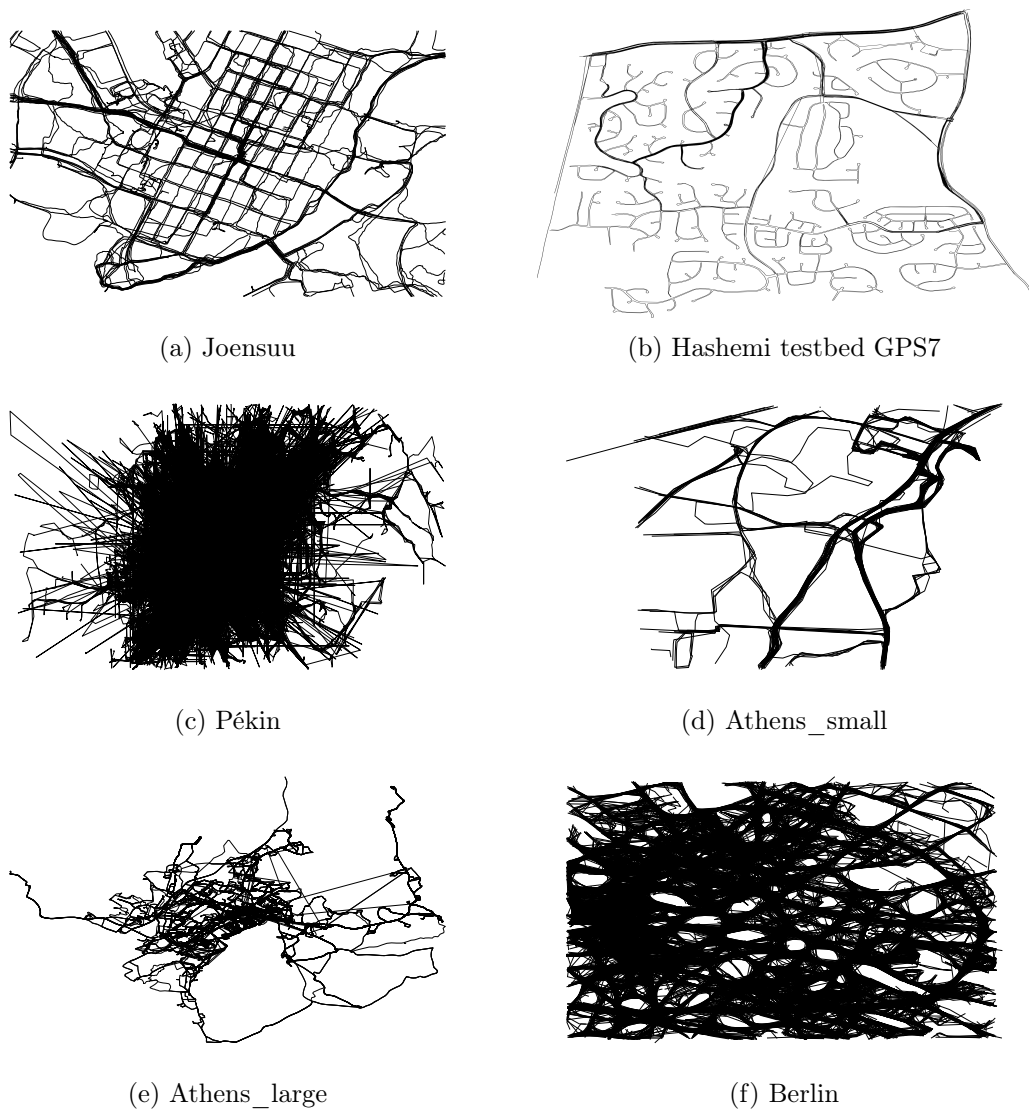 (a) Joensuu
(b) Hashemi testbed GPS7
(c) Pékin
(d) Athens_small
(e) Athens_large
(f) Berlin